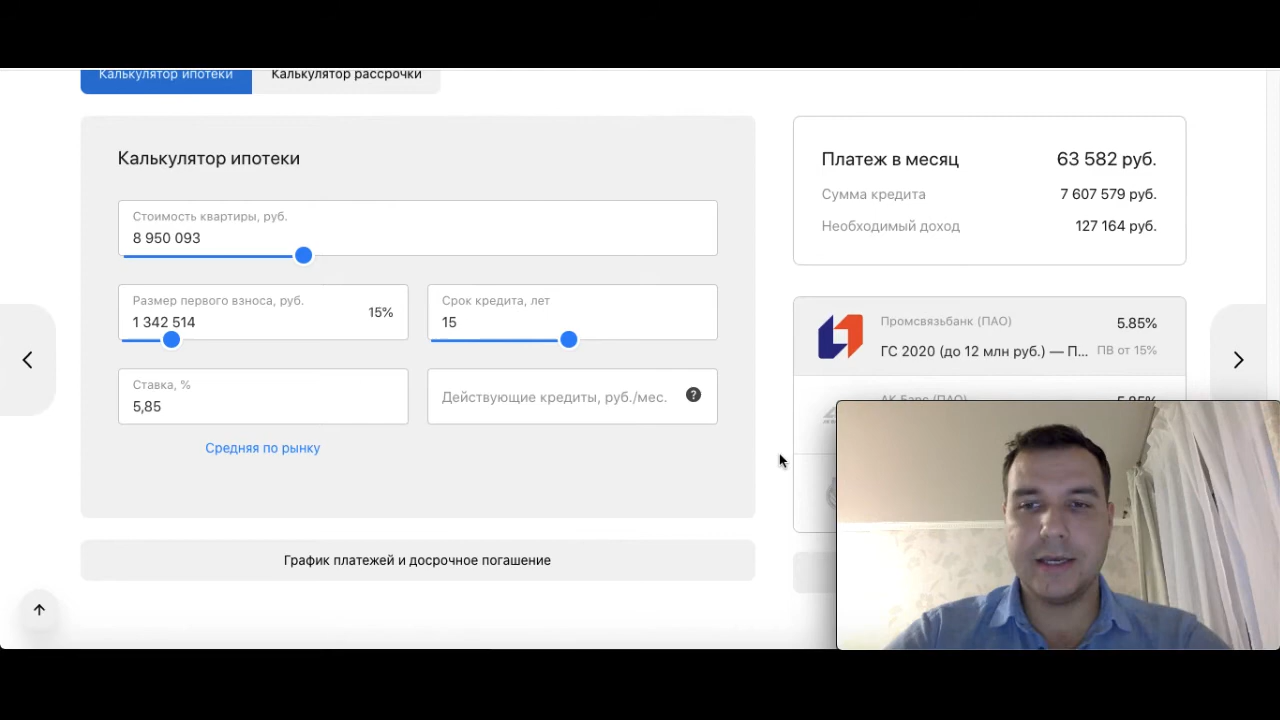 Калькулятор ипотеки
Калькулятор рассрочки
Калькулятор ипотеки
Стоимость квартиры, руб.
8 950 093
Размер первого взноса, руб.
1 342 514
15%
Срок кредита, лет
15
Ставка, %
5,85
Действующие кредиты, руб./мес.
?
Средняя по рынку
График платежей и досрочное погашение
Платеж в месяц
63 582 руб.
Сумма кредита
7 607 579 руб.
Необходимый доход
127 164 руб.
Промсвязьбанк (ПАО)
5.85%
ГС 2020 (до 12 млн руб.) — П...
ПВ от 15%
АК Барс (ПАО)